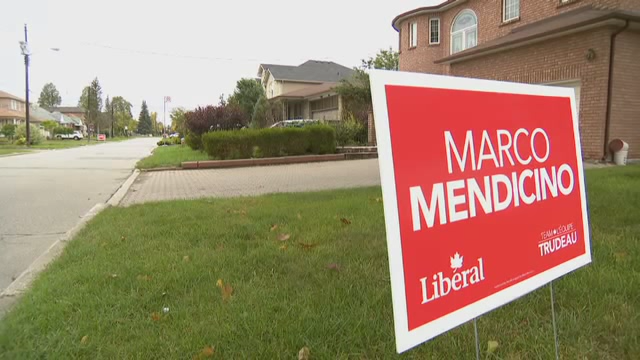 MARCO
MENDICINO
TEAM L'ÉQUIPE
TRUDEAU
Libéral